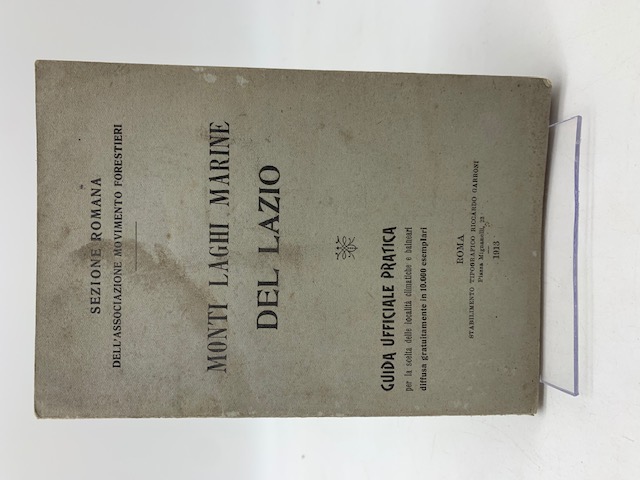 SEZIONE ROMANA
DELL'ASSOCIAZIONE MOVIMENTO FORESTIERI
MONTI LAGHI MARINE
DEL LAZIO
GUIDA UFFICIALE PRATICA
per la scelta delle località climatiche e balneari
diffusa gratuitamente in 10.000 esemplari
ROMA
STABILIMENTO TIPOGRAFICO RICCARDO GARRONI
Piazza Mignanelli, 23
1913